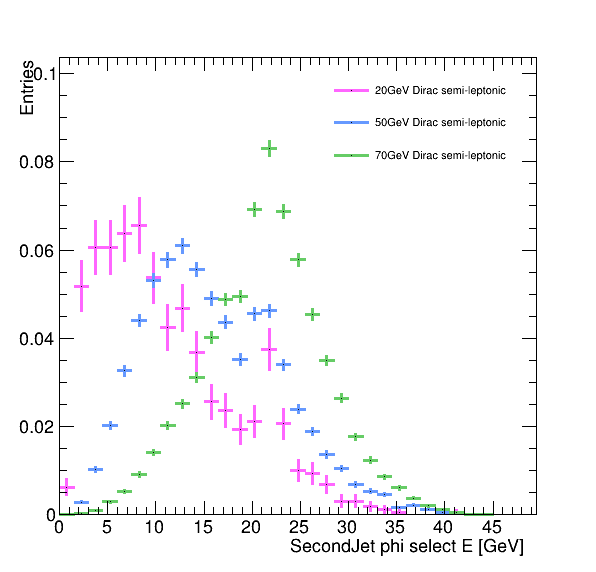 Entries
0.1
0.08
0.06
0.04
0.02
0
20GeV Dirac semi-leptonic
50GeV Dirac semi-leptonic
70GeV Dirac semi-leptonic
0 5 10 15 20 25 30 35 40 45
SecondJet phi select E [GeV]